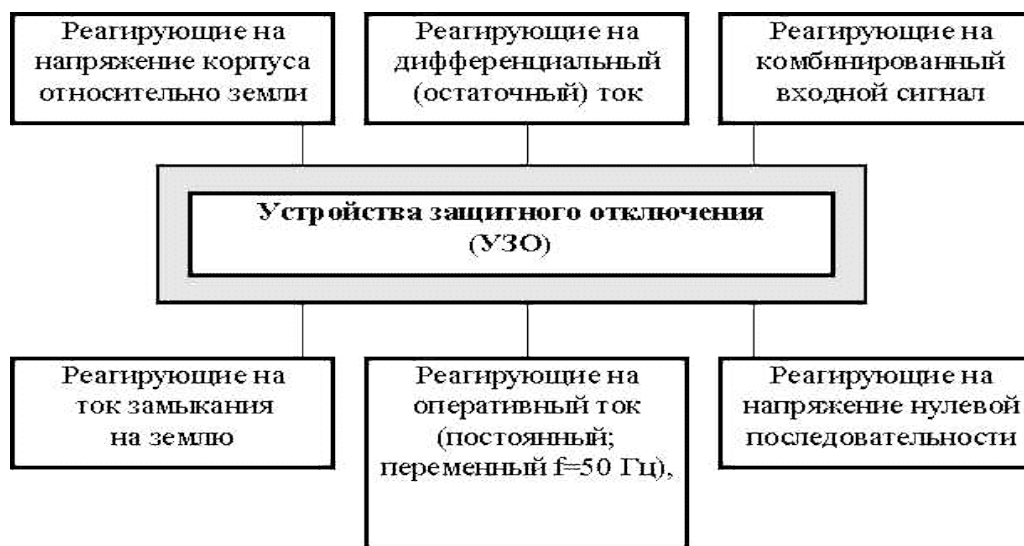 Реагирующие на
напряжение корпуса
относительно земли
Реагирующие на
дифференциальный
(остаточный) ток
Реагирующие на
комбинированный
входной сигнал
Устройства защитного отключения
(УЗО)
Реагирующие на
ток замыкания
на землю
Реагирующие на
оперативный ток
(постоянный;
переменный f=50 Гц),
Реагирующие на
напряжение нулевой
последовательности